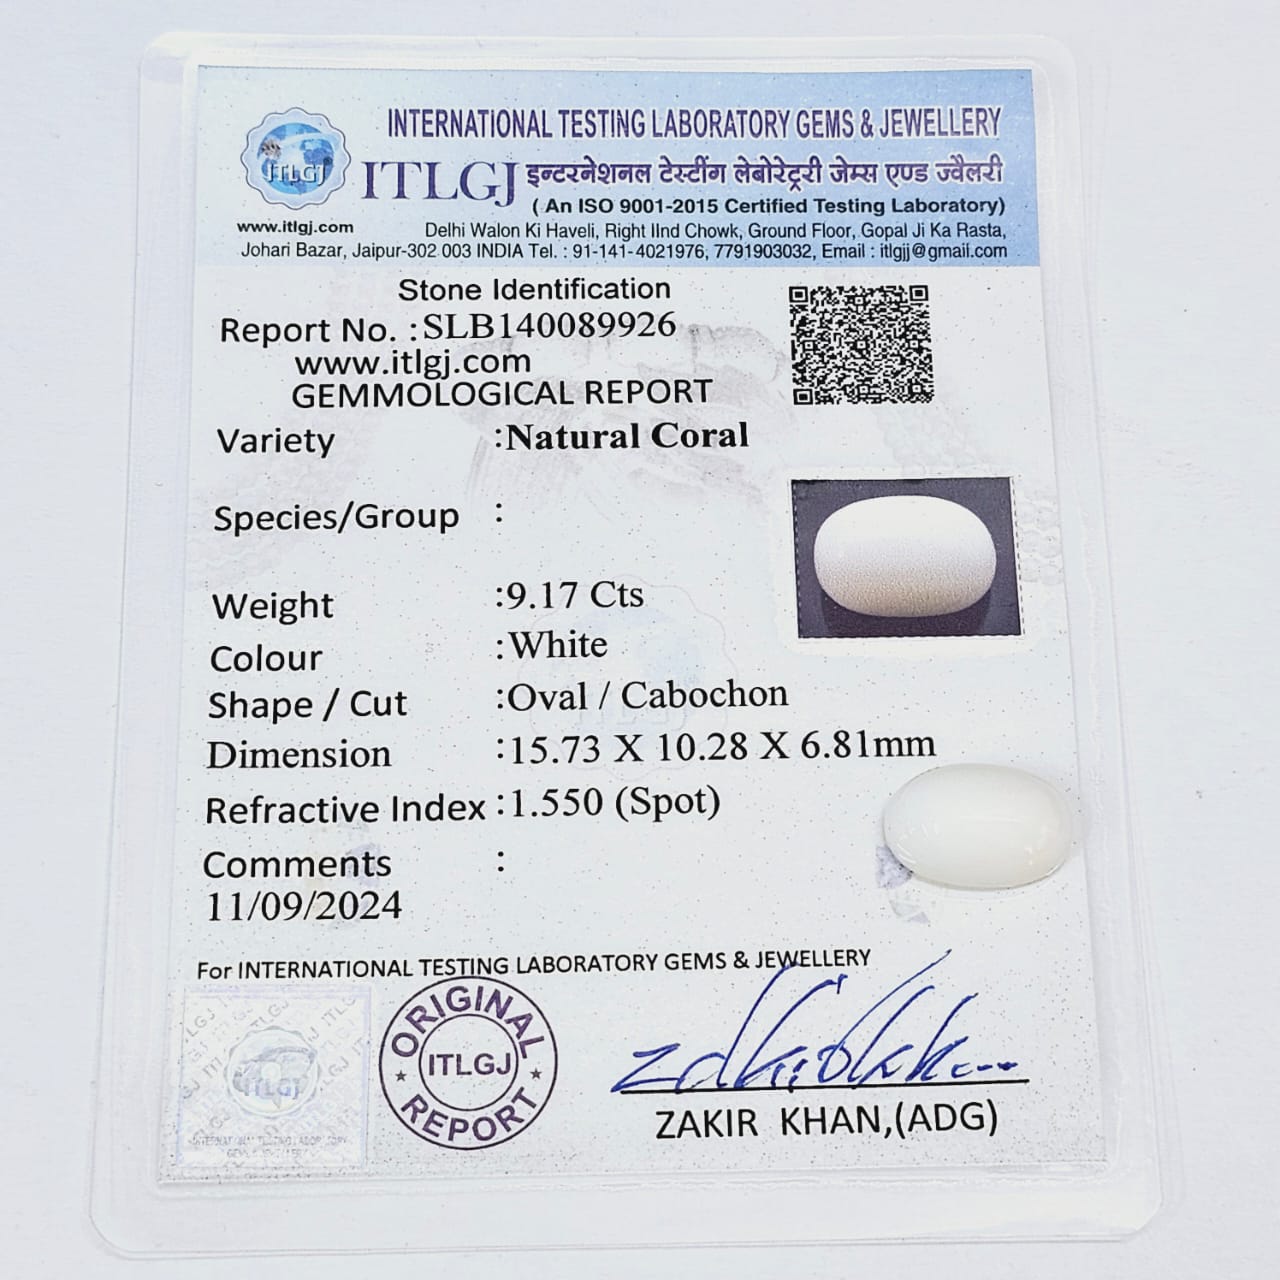 INTERNATIONAL TESTING LABORATORY GEMS & JEWELLERY
ITLGJ
ITLGJ इन्टरनेशनल टेस्टींग लेबोरेट्री जेम्स एण्ड ज्वैलरी
( An ISO 9001-2015 Certified Testing Laboratory)
www.itlgj.com Delhi Walon Ki Haveli, Right IInd Chowk, Ground Floor, Gopal Ji Ka Rasta,
Johari Bazar, Jaipur-302 003 INDIA Tel. : 91-141-4021976, 7791903032, Email : itlgjj@gmail.com
Stone Identification
Report No. :SLB140089926
www.itlgj.com
GEMMOLOGICAL REPORT
Variety :Natural Coral
Species/Group :
Weight :9.17 Cts
Colour :White
Shape / Cut :Oval / Cabochon
Dimension :15.73 X 10.28 X 6.81mm
Refractive Index :1.550 (Spot)
Comments :
11/09/2024
For INTERNATIONAL TESTING LABORATORY GEMS & JEWELLERY
ITLGJ
ORIGINAL
ITLGJ
REPORT
ZAKIR KHAN,(ADG)